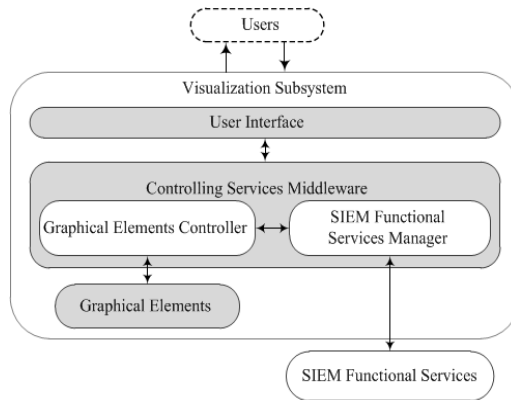 Users
Visualization Subsystem
User Interface
Controlling Services Middleware
Graphical Elements Controller
SIEM Functional
Services Manager
Graphical Elements
SIEM Functional Services